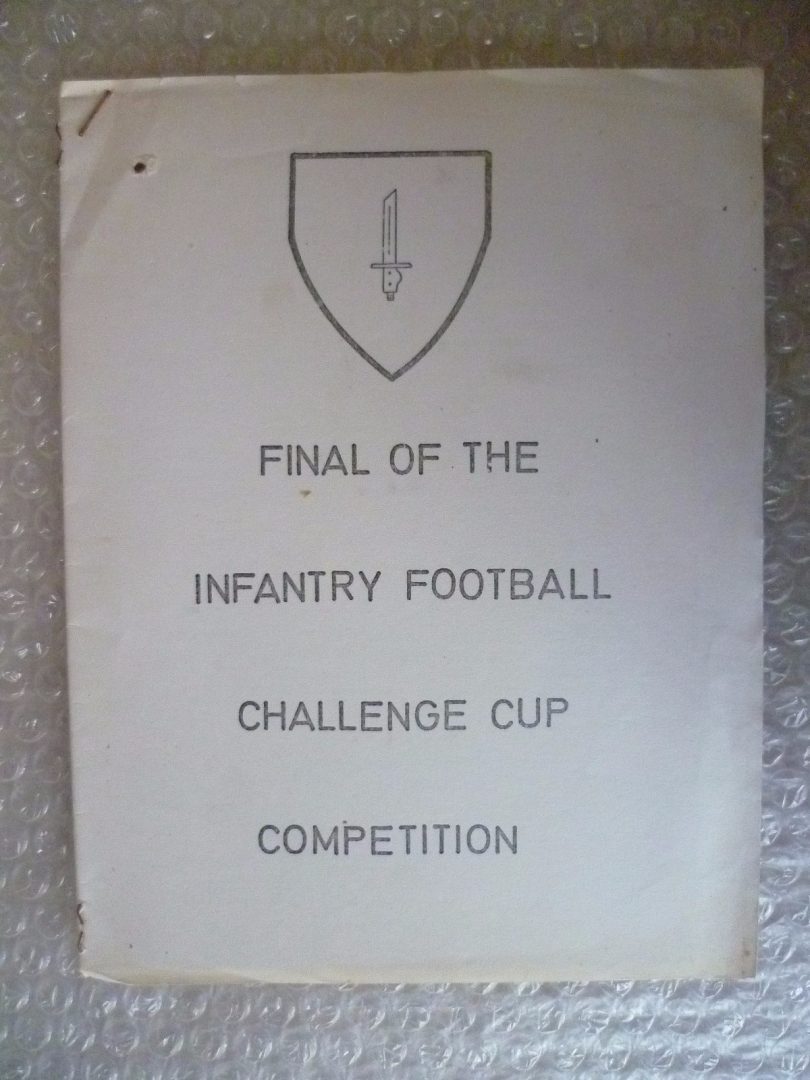 FINAL OF THE
INFANTRY FOOTBALL
CHALLENGE CUP
COMPETITION